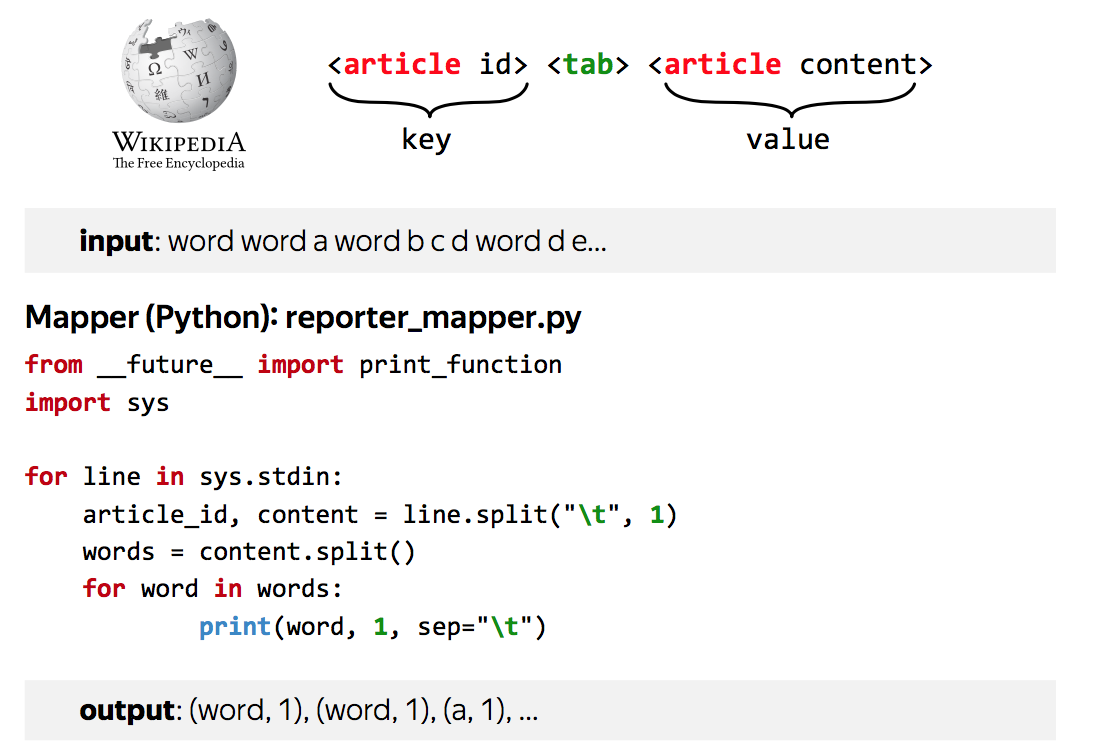 <article id> <tab> <article content>
key value
WIKIPEDIA
The Free Encyclopedia
input: word word a word b c d word d e...
Mapper (Python): reporter_mapper.py
from __future__ import print_function
import sys
for line in sys.stdin:
    article_id, content = line.split("\t", 1)
    words = content.split()
    for word in words:
            print(word, 1, sep="\t")
output: (word, 1), (word, 1), (a, 1), ...